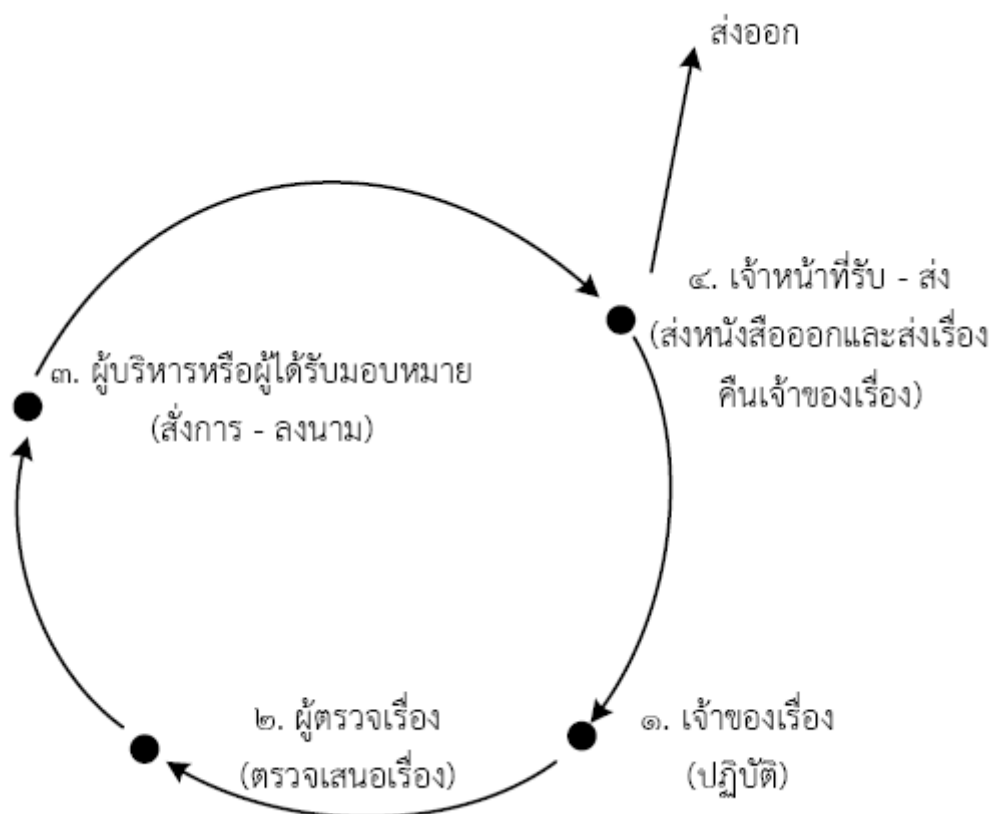 ส่งออก
๔. เจ้าหน้าที่รับ - ส่ง
(ส่งหนังสือออกและส่งเรื่อง
คืนเจ้าของเรื่อง)
๓. ผู้บริหารหรือผู้ได้รับมอบหมาย
(สั่งการ - ลงนาม)
๒. ผู้ตรวจเรื่อง
(ตรวจเสนอเรื่อง)
๑. เจ้าของเรื่อง
(ปฏิบัติ)